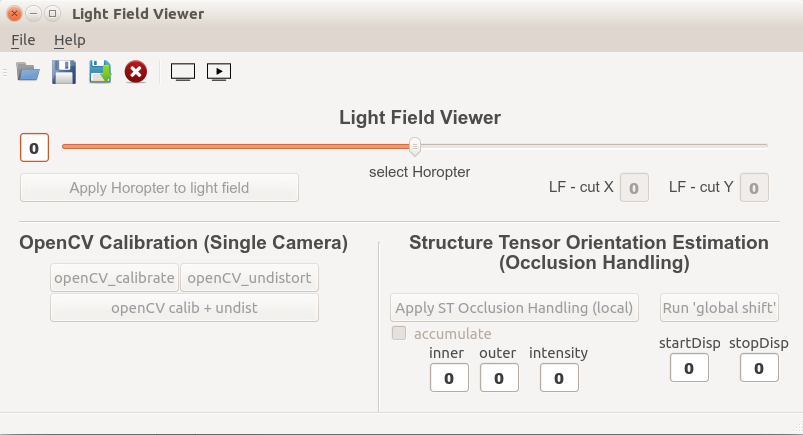 Light Field Viewer
File Help
Light Field Viewer
0
select Horopter
Apply Horopter to light field
LF - cut X 0 LF - cut Y 0
OpenCV Calibration (Single Camera)
openCV_calibrate openCV_undistort
openCV calib + undist
Structure Tensor Orientation Estimation
(Occlusion Handling)
Apply ST Occlusion Handling (local) Run 'global shift'
accumulate
inner outer intensity
0 0 0
startDisp stopDisp
0 0